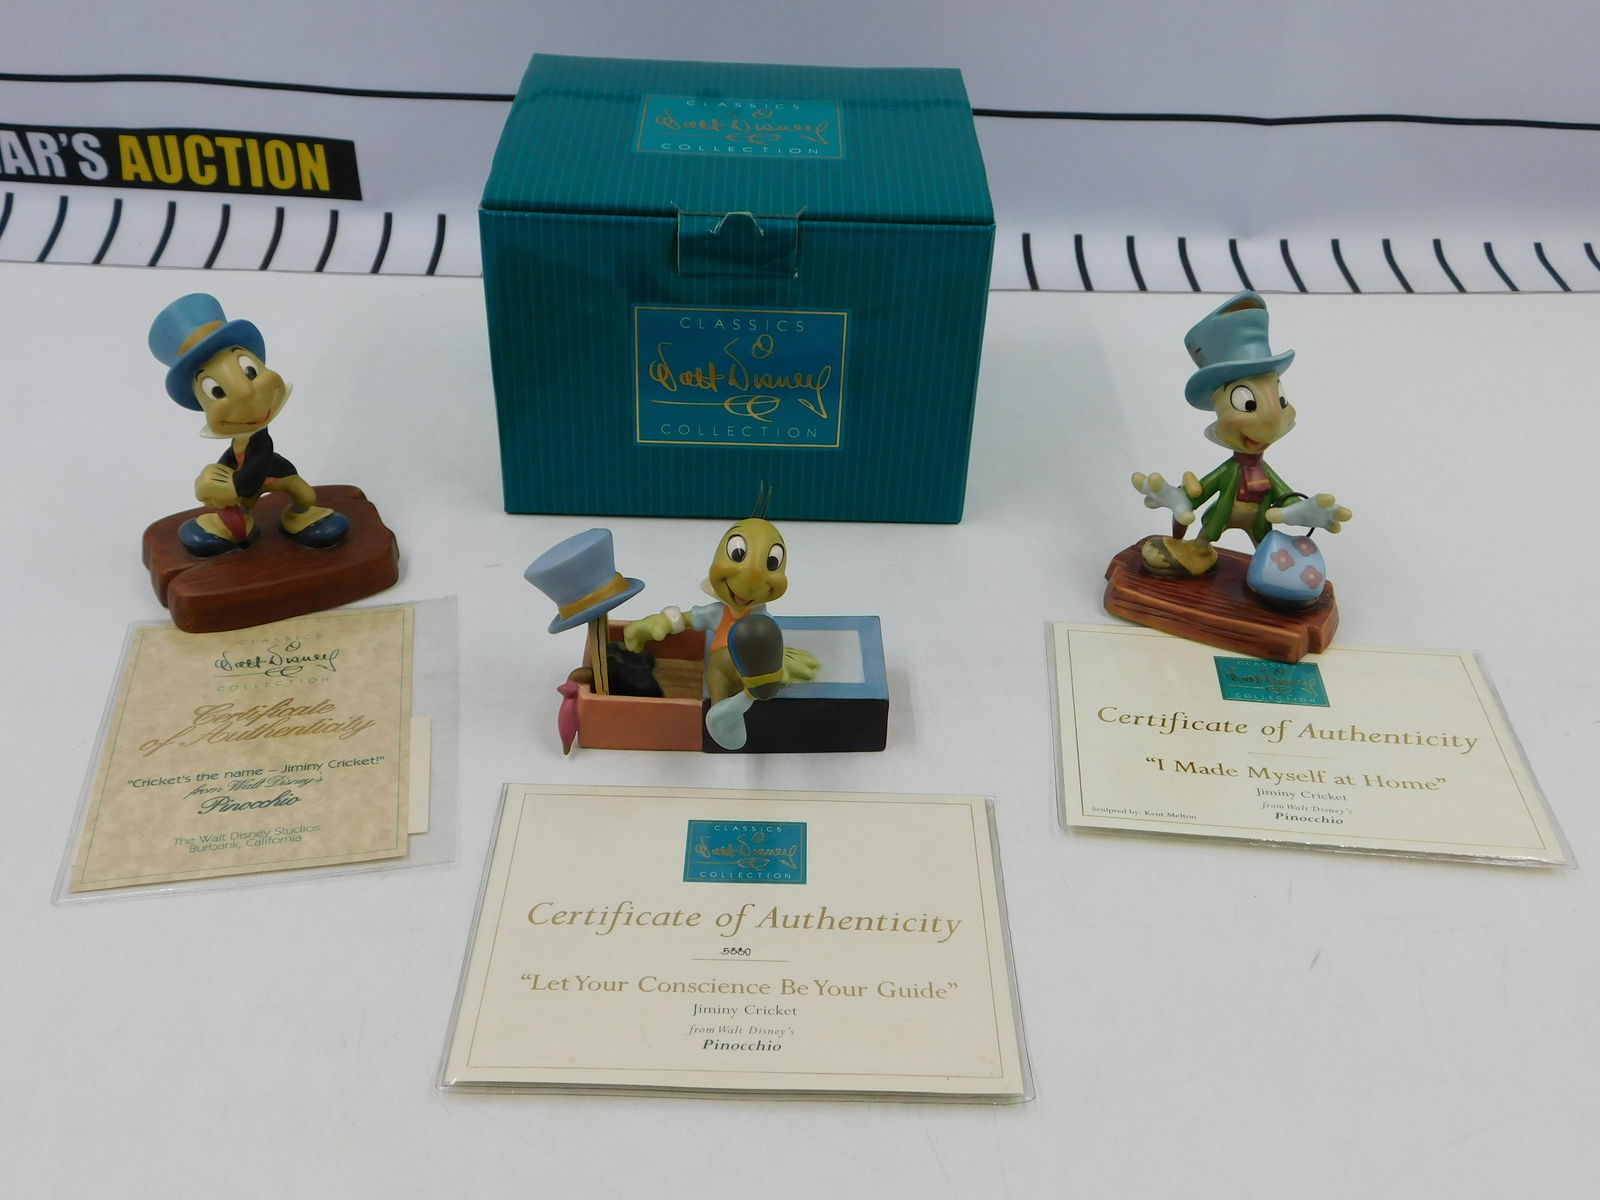 AR'S AUCTION
CLASSICS
Walt Disney
COLLECTION
CLASSICS
Walt Disney
COLLECTION
CLASSICS
Walt Disney
COLLECTION
Certificate
of Authenticity
"Cricket's the name – Jiminy Cricket!"
from Walt Disney's
Pinocchio
The Walt Disney Studios
Burbank, California
CLASSICS
Walt Disney
COLLECTION
Certificate of Authenticity
5880
"Let Your Conscience Be Your Guide"
Jiminy Cricket
from Walt Disney's
Pinocchio
CLASSICS
Walt Disney
COLLECTION
Certificate of Authenticity
"I Made Myself at Home"
Jiminy Cricket
from Walt Disney's
Pinocchio
Sculpted by: Kent Melton